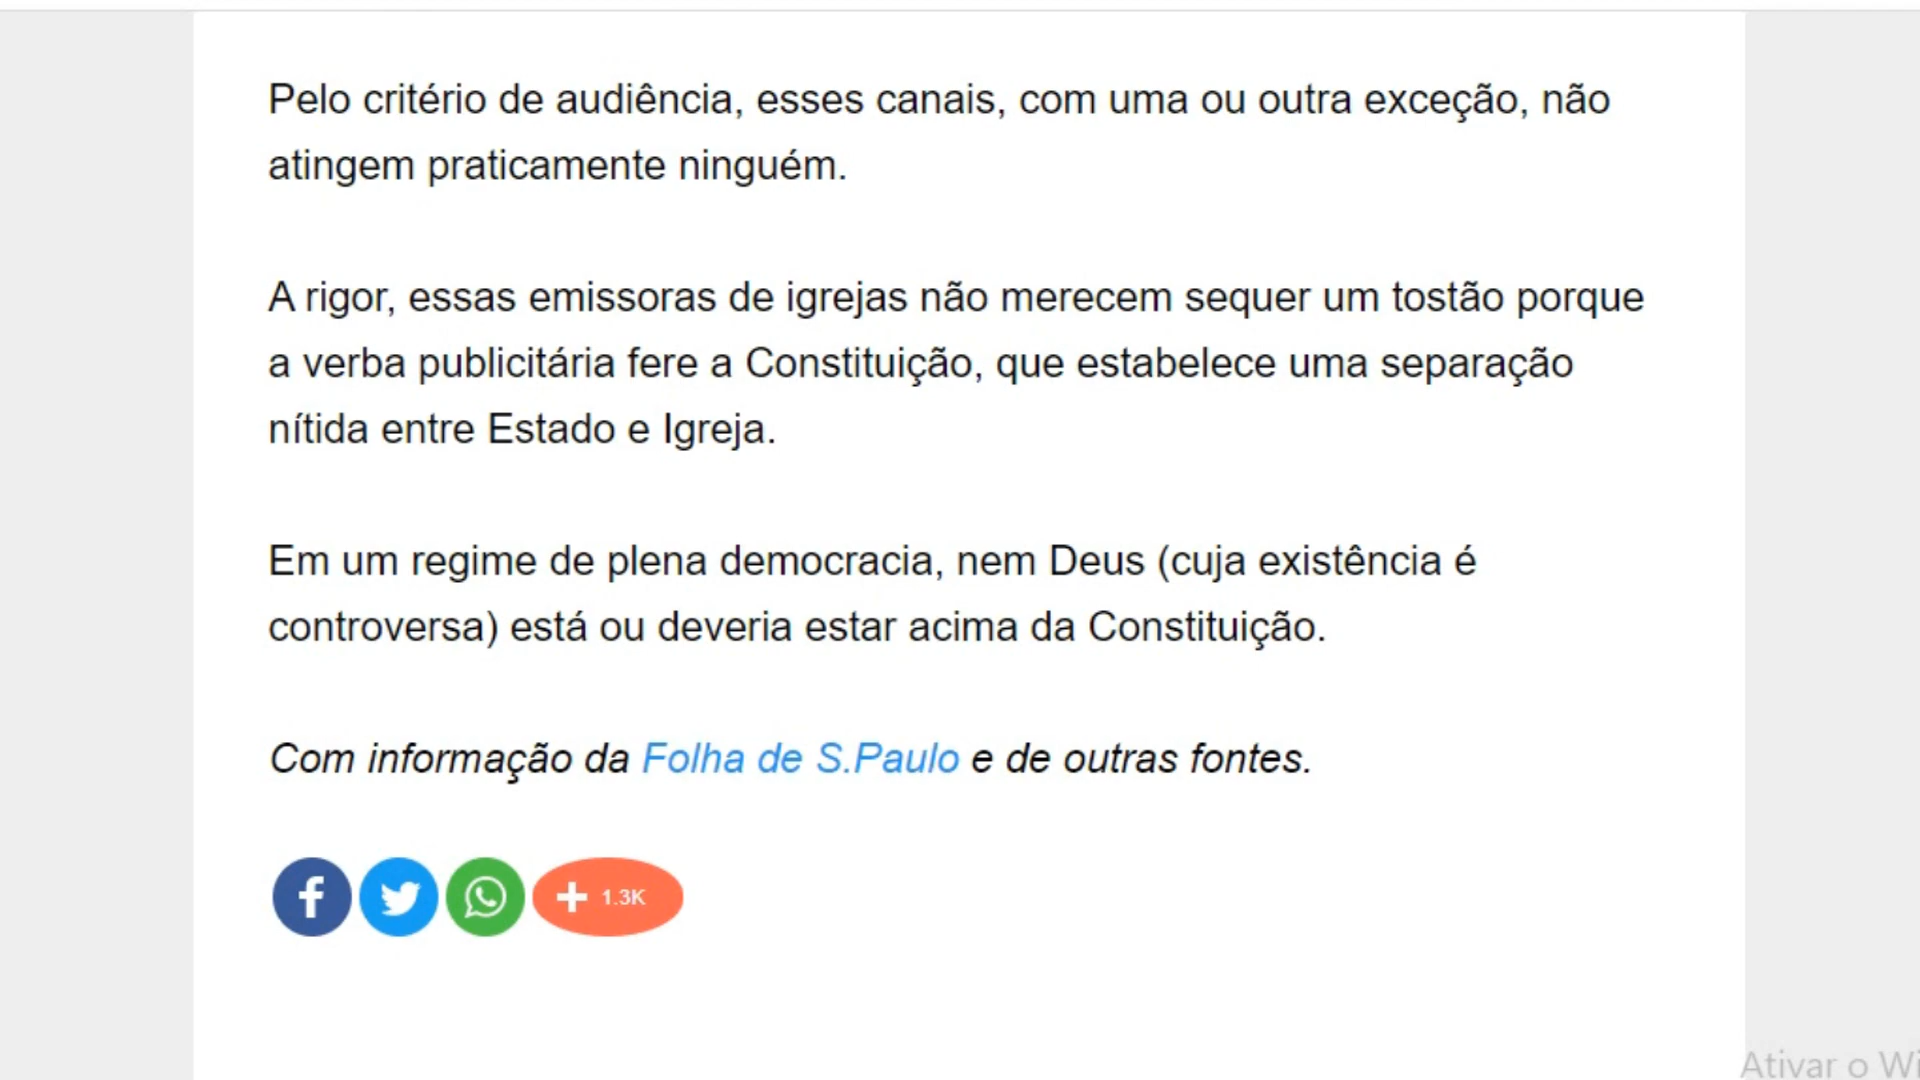 Pelo critério de audiência, esses canais, com uma ou outra exceção, não
atingem praticamente ninguém.
A rigor, essas emissoras de igrejas não merecem sequer um tostão porque
a verba publicitária fere a Constituição, que estabelece uma separação
nítida entre Estado e Igreja.
Em um regime de plena democracia, nem Deus (cuja existência é
controversa) está ou deveria estar acima da Constituição.
Com informação da Folha de S.Paulo e de outras fontes.
1.3K
Ativar o Wi